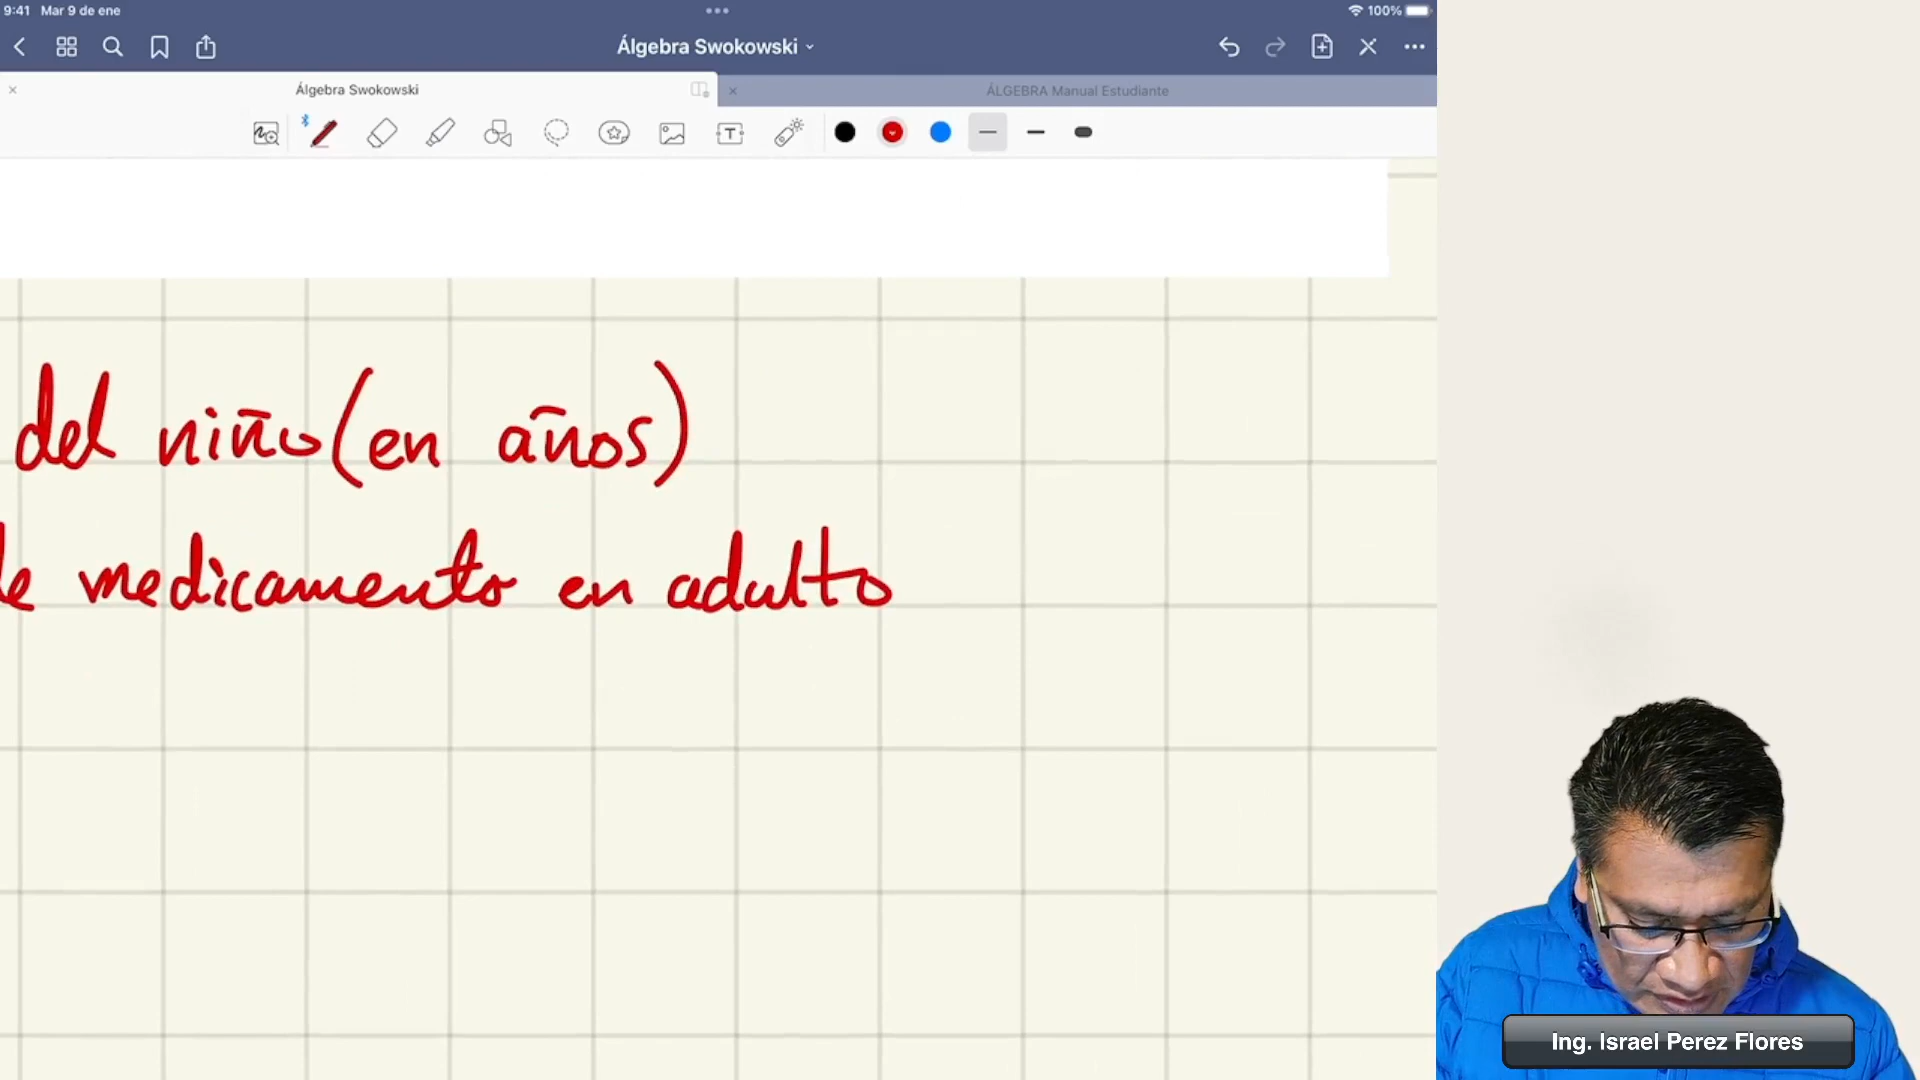 9:41 Mar 9 de ene
100%
Álgebra Swokowski
Álgebra Swokowski
ÁLGEBRA Manual Estudiante
T
del niño (en años)
de medicamento en adulto
Ing. Israel Perez Flores